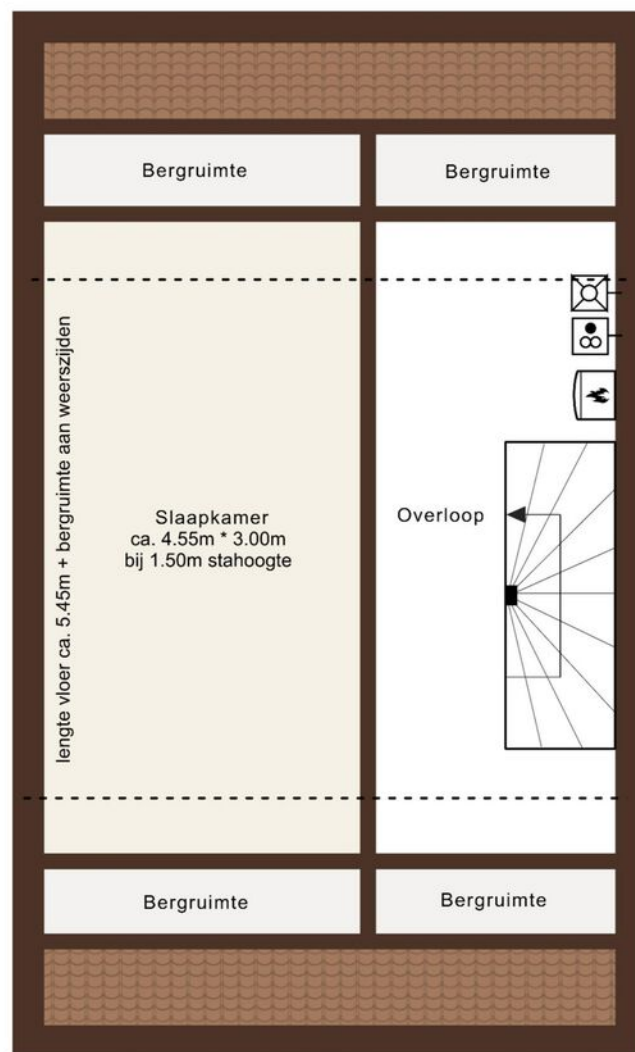 Bergruimte
Bergruimte
lengte vloer ca. 5.45m + bergruimte aan weerszijden
Slaapkamer
ca. 4.55m * 3.00m
bij 1.50m stahoogte
Overloop
Bergruimte
Bergruimte